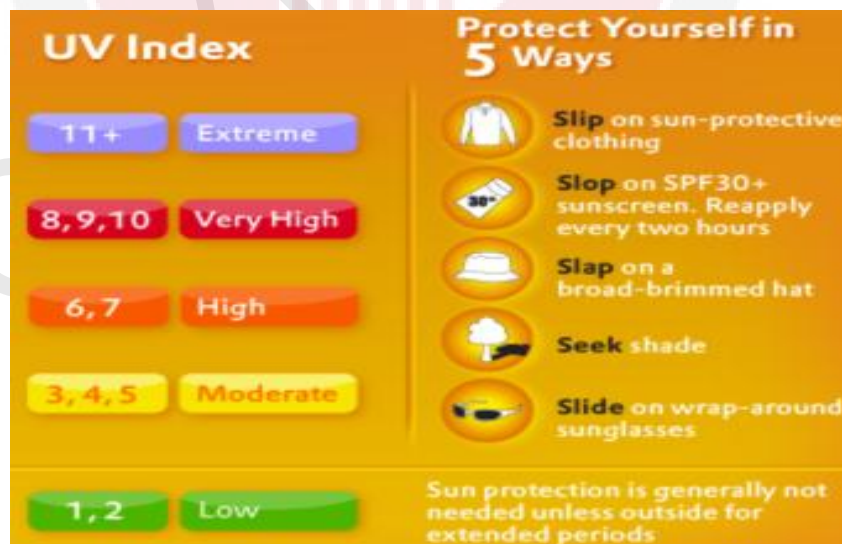 UV Index
11+ Extreme
8,9,10 Very High
6,7 High
3,4,5 Moderate
1,2 Low
Protect Yourself in
5 Ways
Slip on sun-protective
clothing
30+
Slop on SPF30+
sunscreen. Reapply
every two hours
Slap on a
broad-brimmed hat
Seek shade
Slide on wrap-around
sunglasses
Sun protection is generally not
needed unless outside for
extended periods